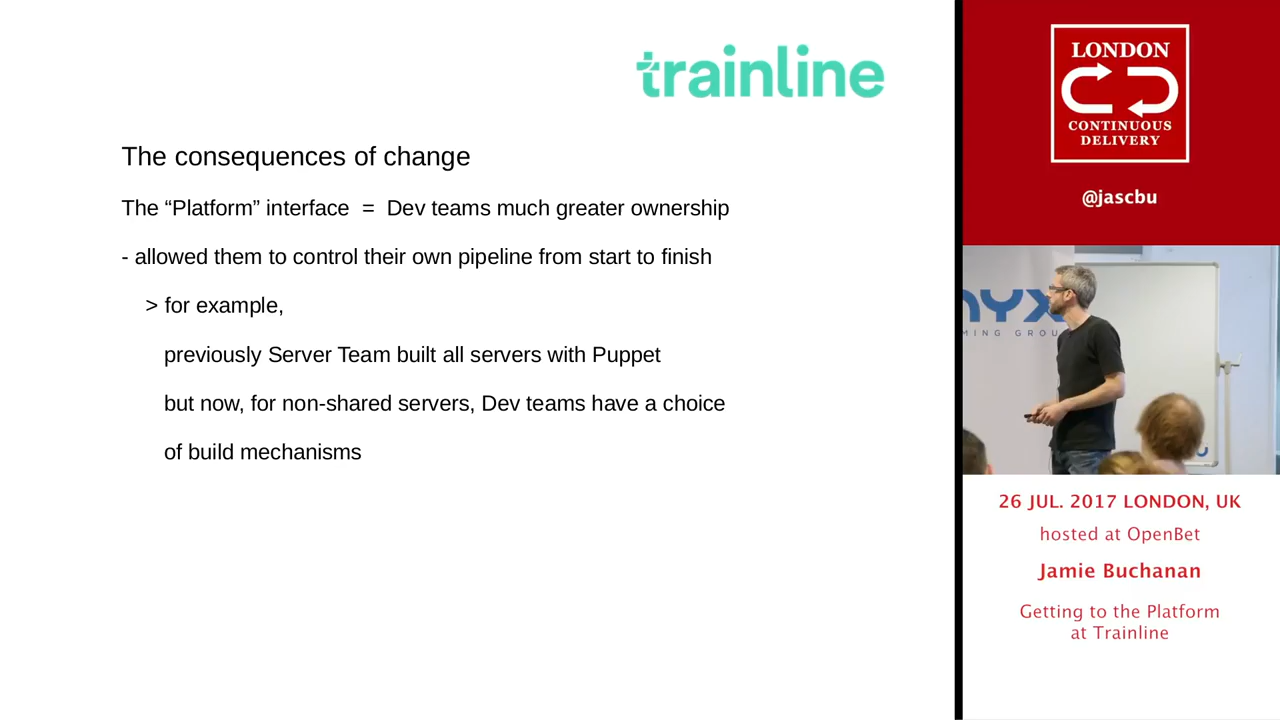 trainline
The consequences of change
The “Platform” interface = Dev teams much greater ownership
- allowed them to control their own pipeline from start to finish
> for example,
previously Server Team built all servers with Puppet
but now, for non-shared servers, Dev teams have a choice
of build mechanisms
LONDON
CONTINUOUS
DELIVERY
@jascbu
NYX
MING GROU
26 JUL. 2017 LONDON, UK
hosted at OpenBet
Jamie Buchanan
Getting to the Platform
at Trainline